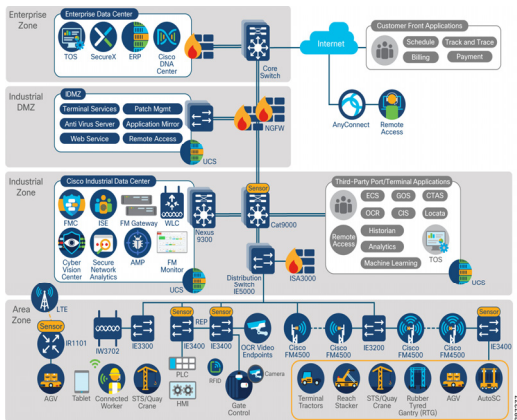 Enterprise
Zone
Enterprise Data Center
TOS
SecureX
ERP
Cisco
DNA
Center
Core
Switch
Internet
Customer Front Applications
Schedule
Track and Trace
Billing
Payment
AnyConnect
Remote
Access
Industrial
DMZ
IDMZ
Terminal Services
Patch Mgmt
Anti Virus Server
Application Mirror
Web Service
Remote Access
UCS
NGFW
Industrial
Zone
Cisco Industrial Data Center
FMC
ISE
FM Gateway
WLC
Cyber
Vision
Center
Secure
Network
Analytics
AMP
FM
Monitor
UCS
Nexus
9300
Sensor
Cat9000
ISA3000
Distribution
Switch
IE5000
Third-Party Port/Terminal Applications
ECS
GOS
CTAS
OCR
CIS
Locata
Remote
Access
Historian
Analytics
Machine Learning
TOS
UCS
Area
Zone
LTE
Sensor
IR1101
AGV
IW3702
IE3300
Sensor
IE3400
REP
Sensor
IE3400
OCR Video
Endpoints
Cisco
FM4500
Cisco
FM4500
IE3200
Cisco
FM4500
Cisco
FM4500
Sensor
IE3400
Tablet
Connected
Worker
STS/Quay
Crane
PLC
HMI
RFID
Camera
Gate
Control
Terminal
Tractors
Reach
Stacker
STS/Quay
Crane
Rubber
Tyred
Gantry (RTG)
AGV
AutoSC